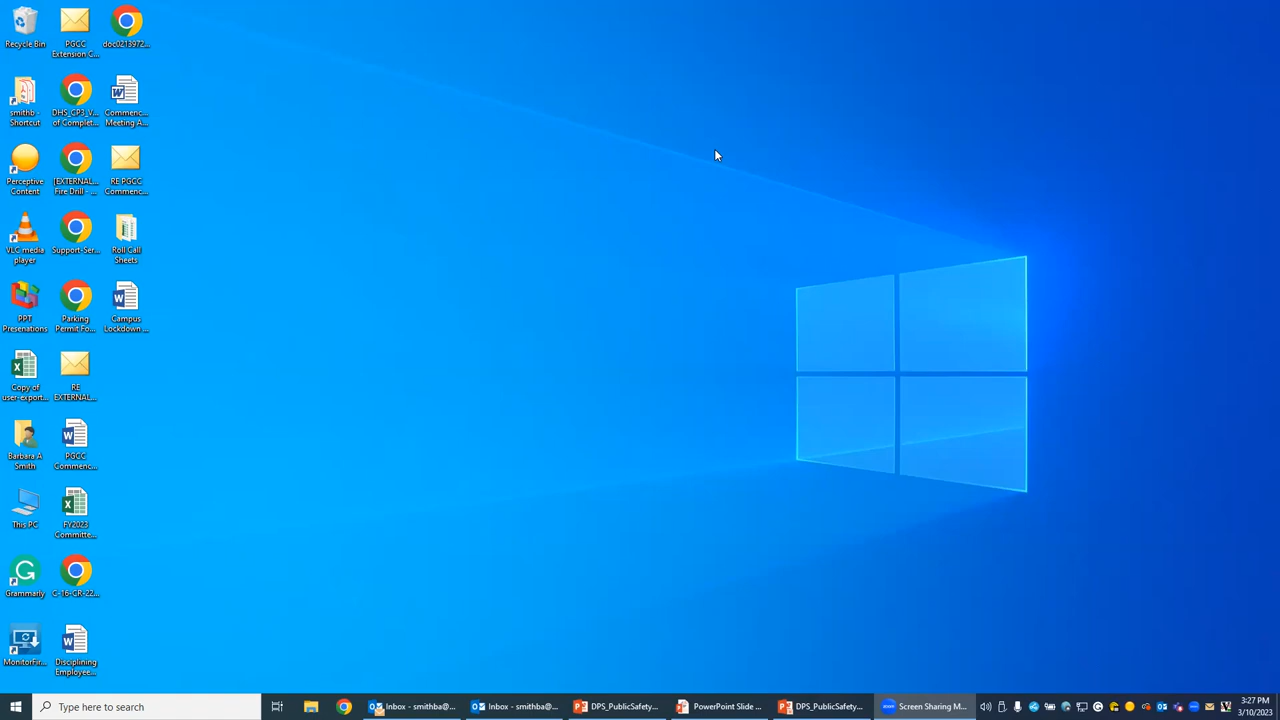 Recycle Bin
PGCC
Extension C...
doc0213972...
smithb -
Shortcut
DHS_CP3_V...
of Complet...
Commenc...
Meeting A...
Perceptive
Content
[EXTERNAL...
Fire Drill - ...
RE PGCC
Commenc...
VLC media
player
Support-Ser...
Roll Call
Sheets
PPT
Presenations
Parking
Permit Fo...
Campus
Lockdown ...
Copy of
user-export...
RE
EXTERNAL...
Barbara A
Smith
PGCC
Commenc...
This PC
FY2023
Committe...
Grammarly
C-16-CR-22...
MonitorFir...
Disciplining
Employee...
Type here to search
Inbox - smithba@...
Inbox - smithba@...
DPS_PublicSafety...
PowerPoint Slide ...
DPS_PublicSafety...
zoom
Screen Sharing M...
3:27 PM
3/10/2023